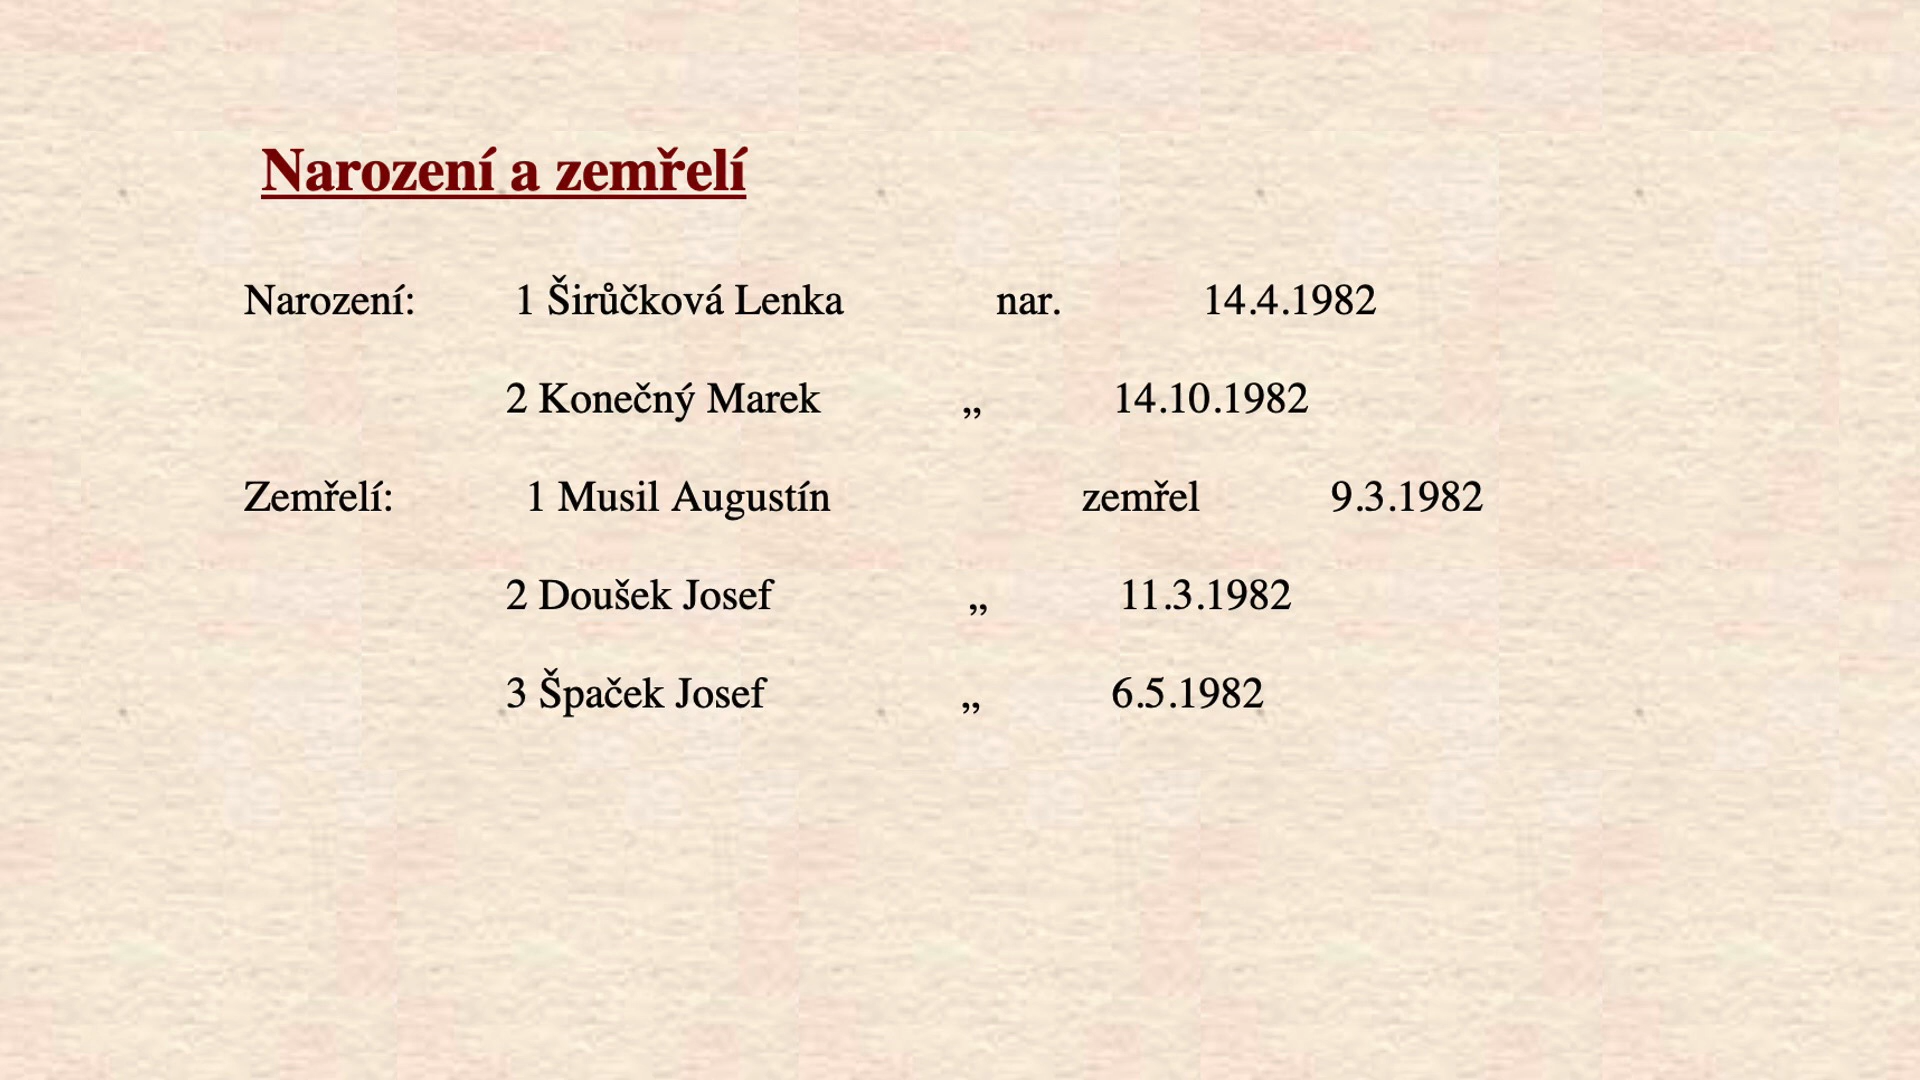 Narození a zemřelí
Narození: 1 Širůčková Lenka nar. 14.4.1982
2 Konečný Marek „ 14.10.1982
Zemřelí: 1 Musil Augustín zemřel 9.3.1982
2 Doušek Josef „ 11.3.1982
3 Špaček Josef „ 6.5.1982